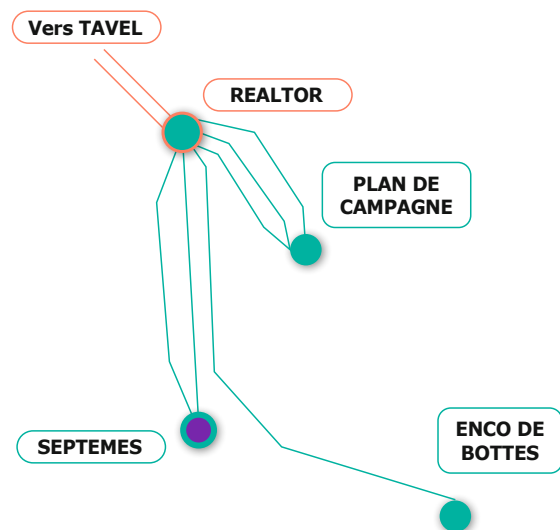 Vers TAVEL
REALTOR
PLAN DE
CAMPAGNE
SEPTEMES
ENCO DE
BOTTES